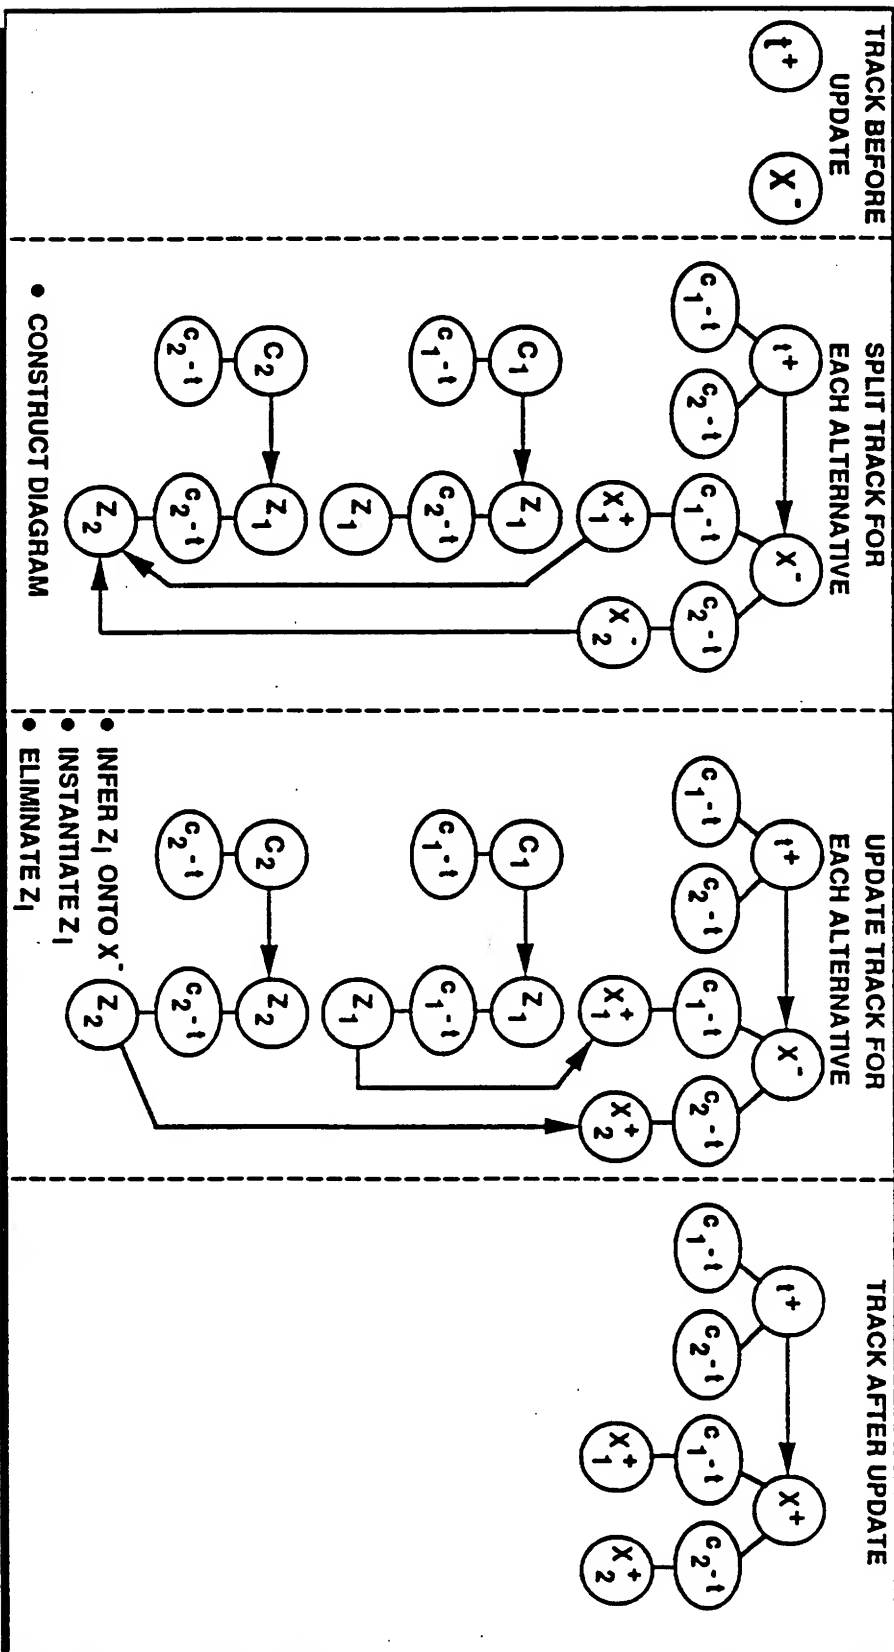 TRACK BEFORE
UPDATE
t+ X-
SPLIT TRACK FOR
EACH ALTERNATIVE
t+ X-
c1-t c2-t c1-t c2-t
X1+ X2-
C1 Z1
c1-t c2-t
Z1
C2 Z1
c2-t c2-t
Z2
• CONSTRUCT DIAGRAM
UPDATE TRACK FOR
EACH ALTERNATIVE
t+ X-
c1-t c2-t c1-t c2-t
X1+ X2+
C1 Z1
c1-t c1-t
Z1
C2 Z2
c2-t c2-t
Z2
• INFER ZI ONTO X-
• INSTANTIATE ZI
• ELIMINATE ZI
TRACK AFTER UPDATE
t+ X+
c1-t c2-t c1-t c2-t
X1+ X2+